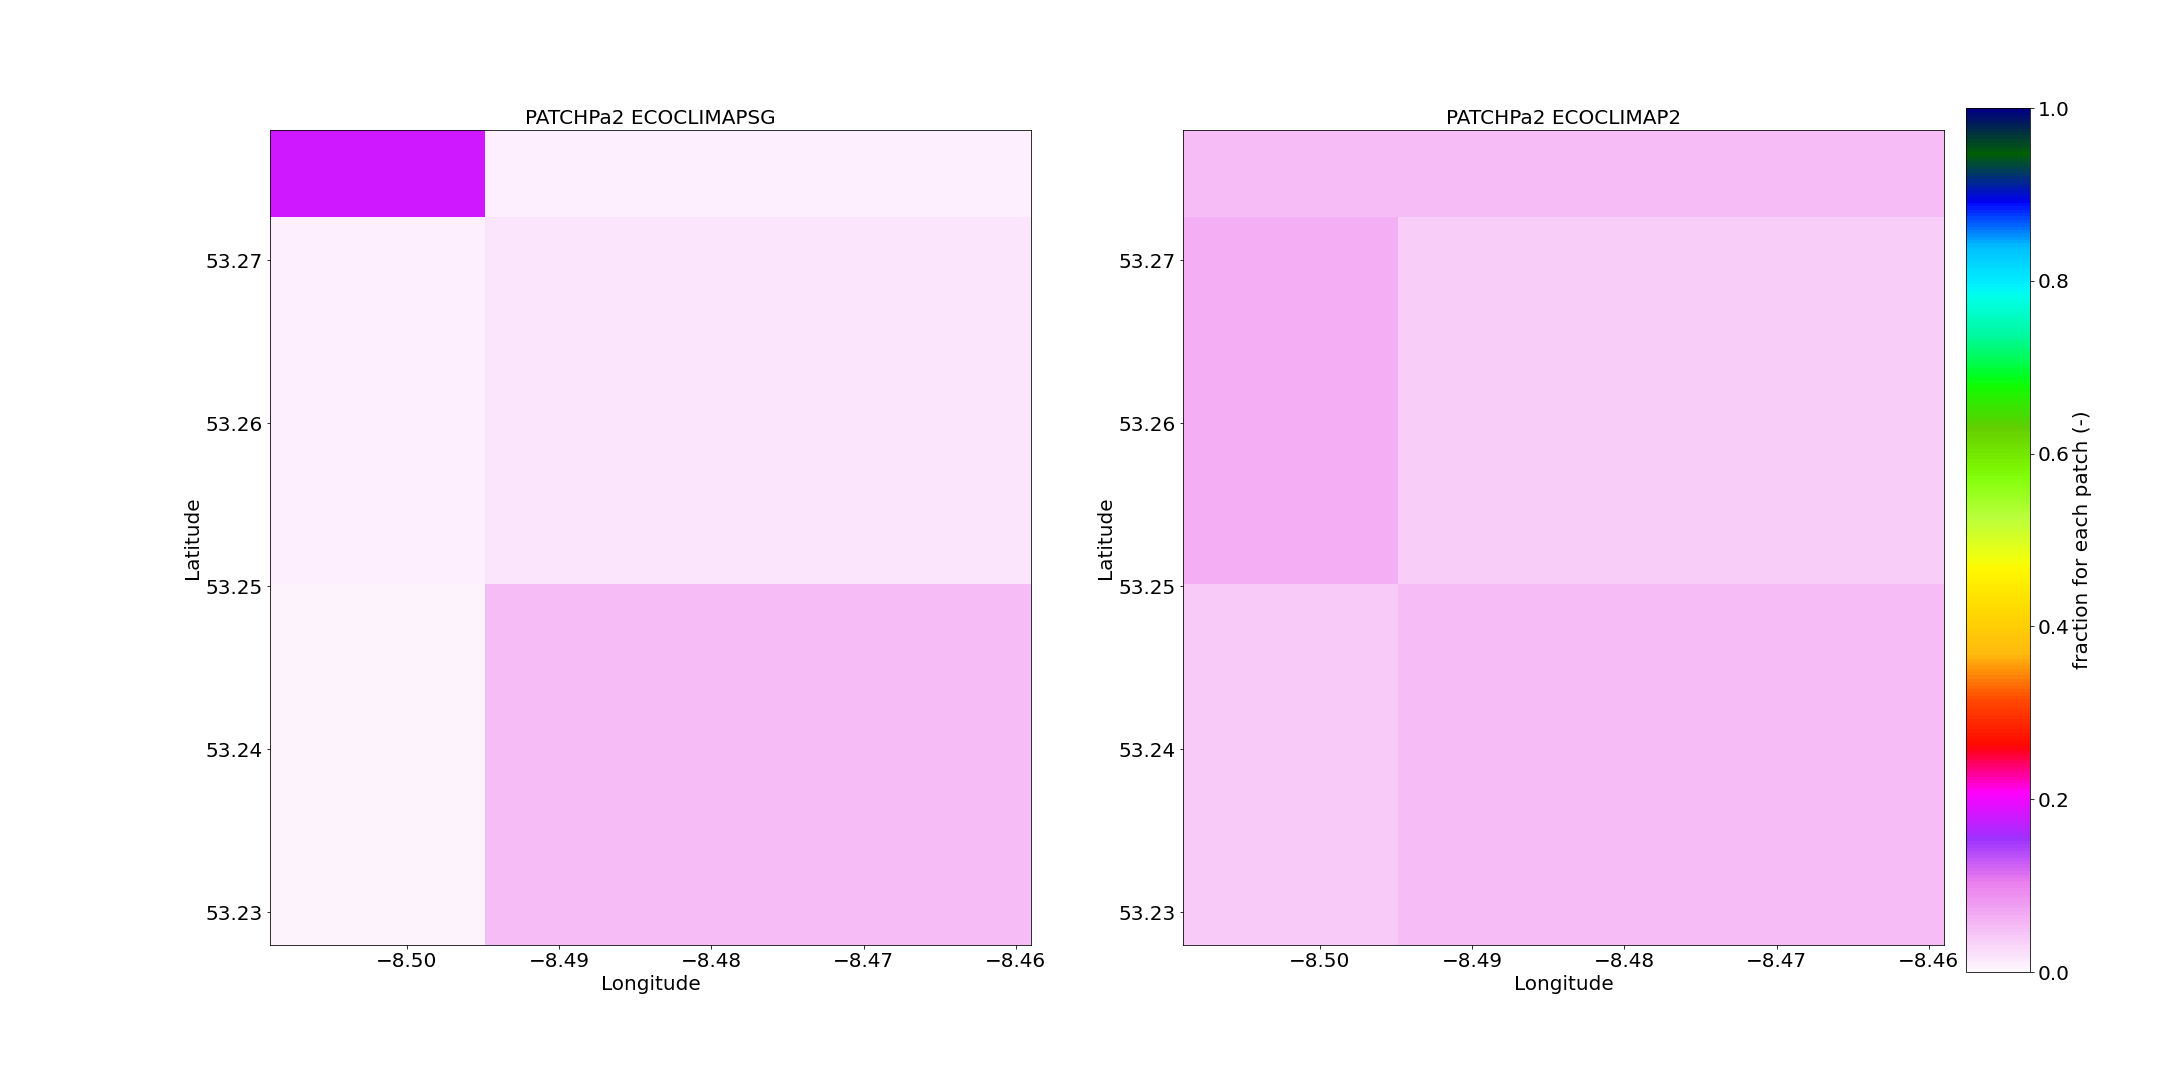 PATCHPa2 ECOCLIMAPSG
53.27
53.26
53.25
53.24
53.23
Latitude
−8.50 −8.49 −8.48 −8.47 −8.46
Longitude
PATCHPa2 ECOCLIMAP2
53.27
53.26
53.25
53.24
53.23
Latitude
−8.50 −8.49 −8.48 −8.47 −8.46
Longitude
1.0
0.8
0.6
0.4
0.2
0.0
fraction for each patch (-)